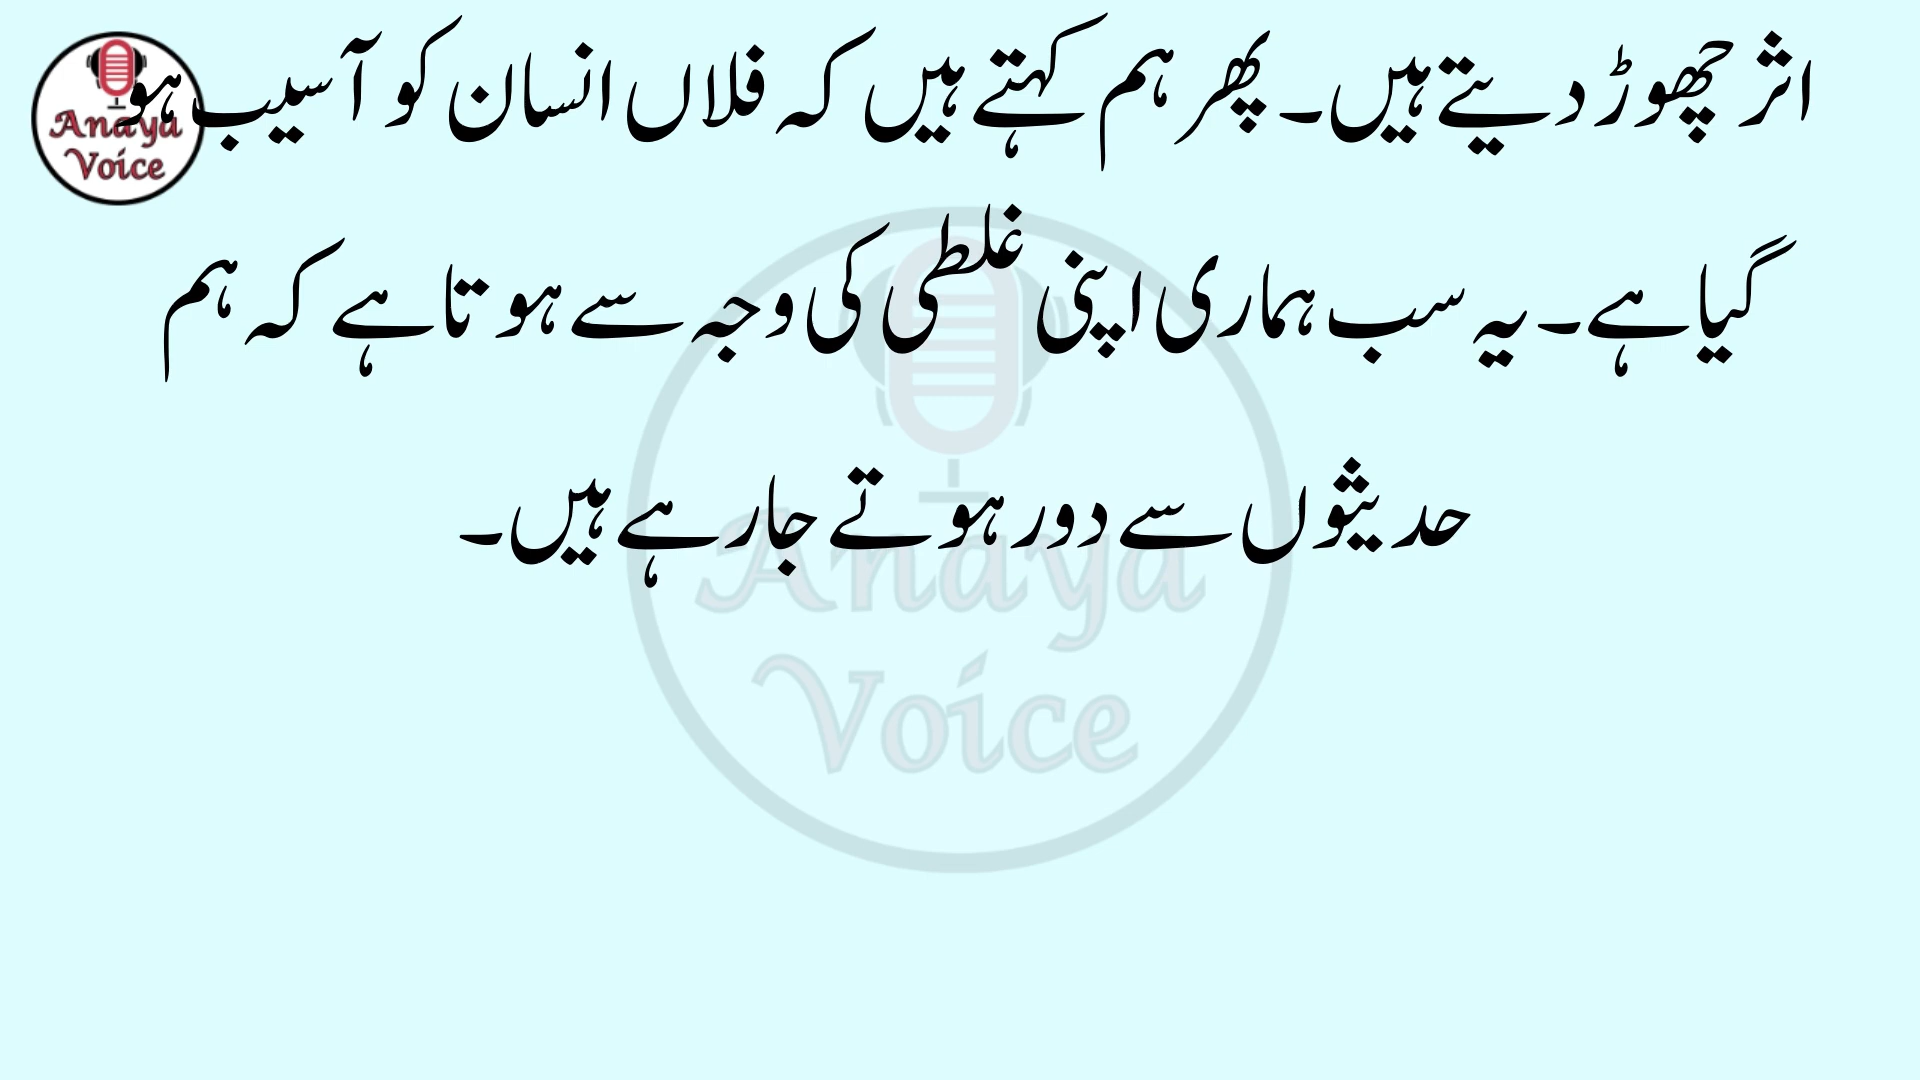 اثر چھوڑ دیتے ہیں۔ پھر ہم کہتے ہیں کہ فلاں انسان کو آسیب ہو
گیا ہے۔ یہ سب ہماری اپنی غلطی کی وجہ سے ہوتا ہے کہ ہم
حدیثوں سے دور ہوتے جا رہے ہیں۔
Anaya
Voice
Anaya
Voice